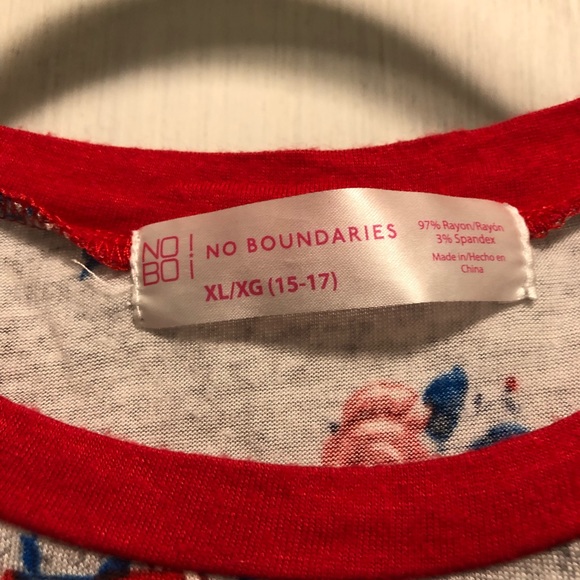 NO
BO
NO BOUNDARIES
XL/XG (15-17)
97% Rayon/Rayón
3% Spandex
Made in/Hecho en
China